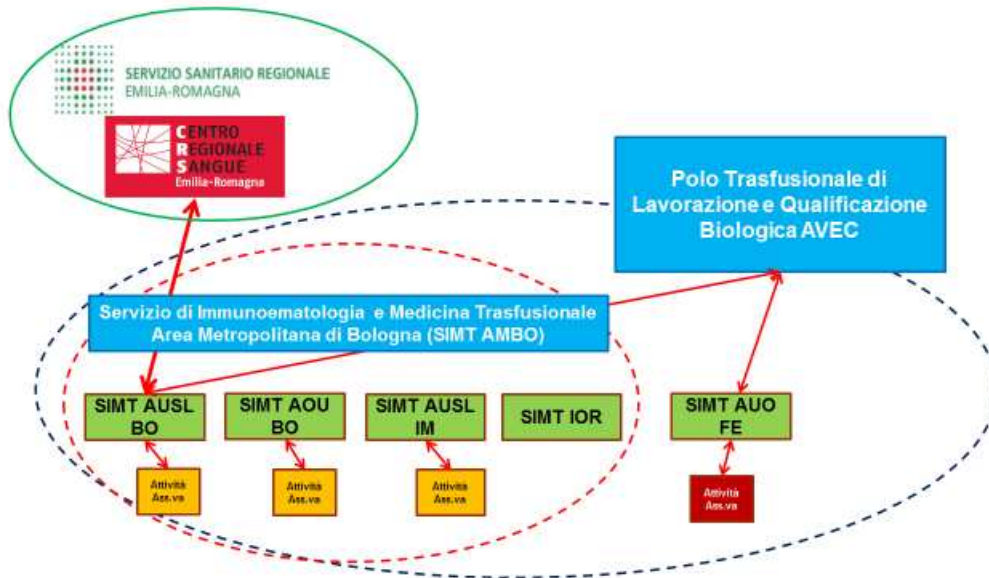 SERVIZIO SANITARIO REGIONALE
EMILIA-ROMAGNA
CENTRO
REGIONALE
SANGUE
Emilia-Romagna
Polo Trasfusionale di
Lavorazione e Qualificazione
Biologica AVEC
Servizio di Immunoematologia e Medicina Trasfusionale
Area Metropolitana di Bologna (SIMT AMBO)
SIMT AUSL
BO
SIMT AOU
BO
SIMT AUSL
IM
SIMT IOR
SIMT AUO
FE
Attività
Ass.va
Attività
Ass.va
Attività
Ass.va
Attività
Ass.va